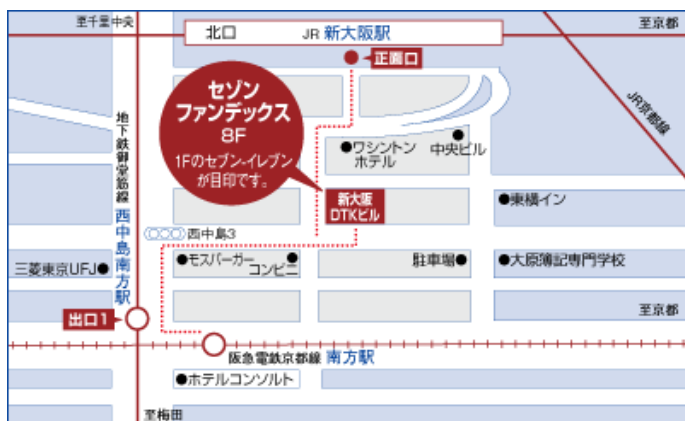 至千里中央
北口
JR 新大阪駅
至京都
正面口
JR京都線
セゾン
ファンデックス
8F
1Fのセブン-イレブン
が目印です。
地下鉄御堂筋線
西中島南方駅
ワシントン
ホテル
中央ビル
新大阪
DTKビル
東横イン
西中島3
三菱東京UFJ
モスバーガー
コンビニ
駐車場
大原簿記専門学校
出口1
至京都
阪急電鉄京都線 南方駅
ホテルコンソルト
至梅田